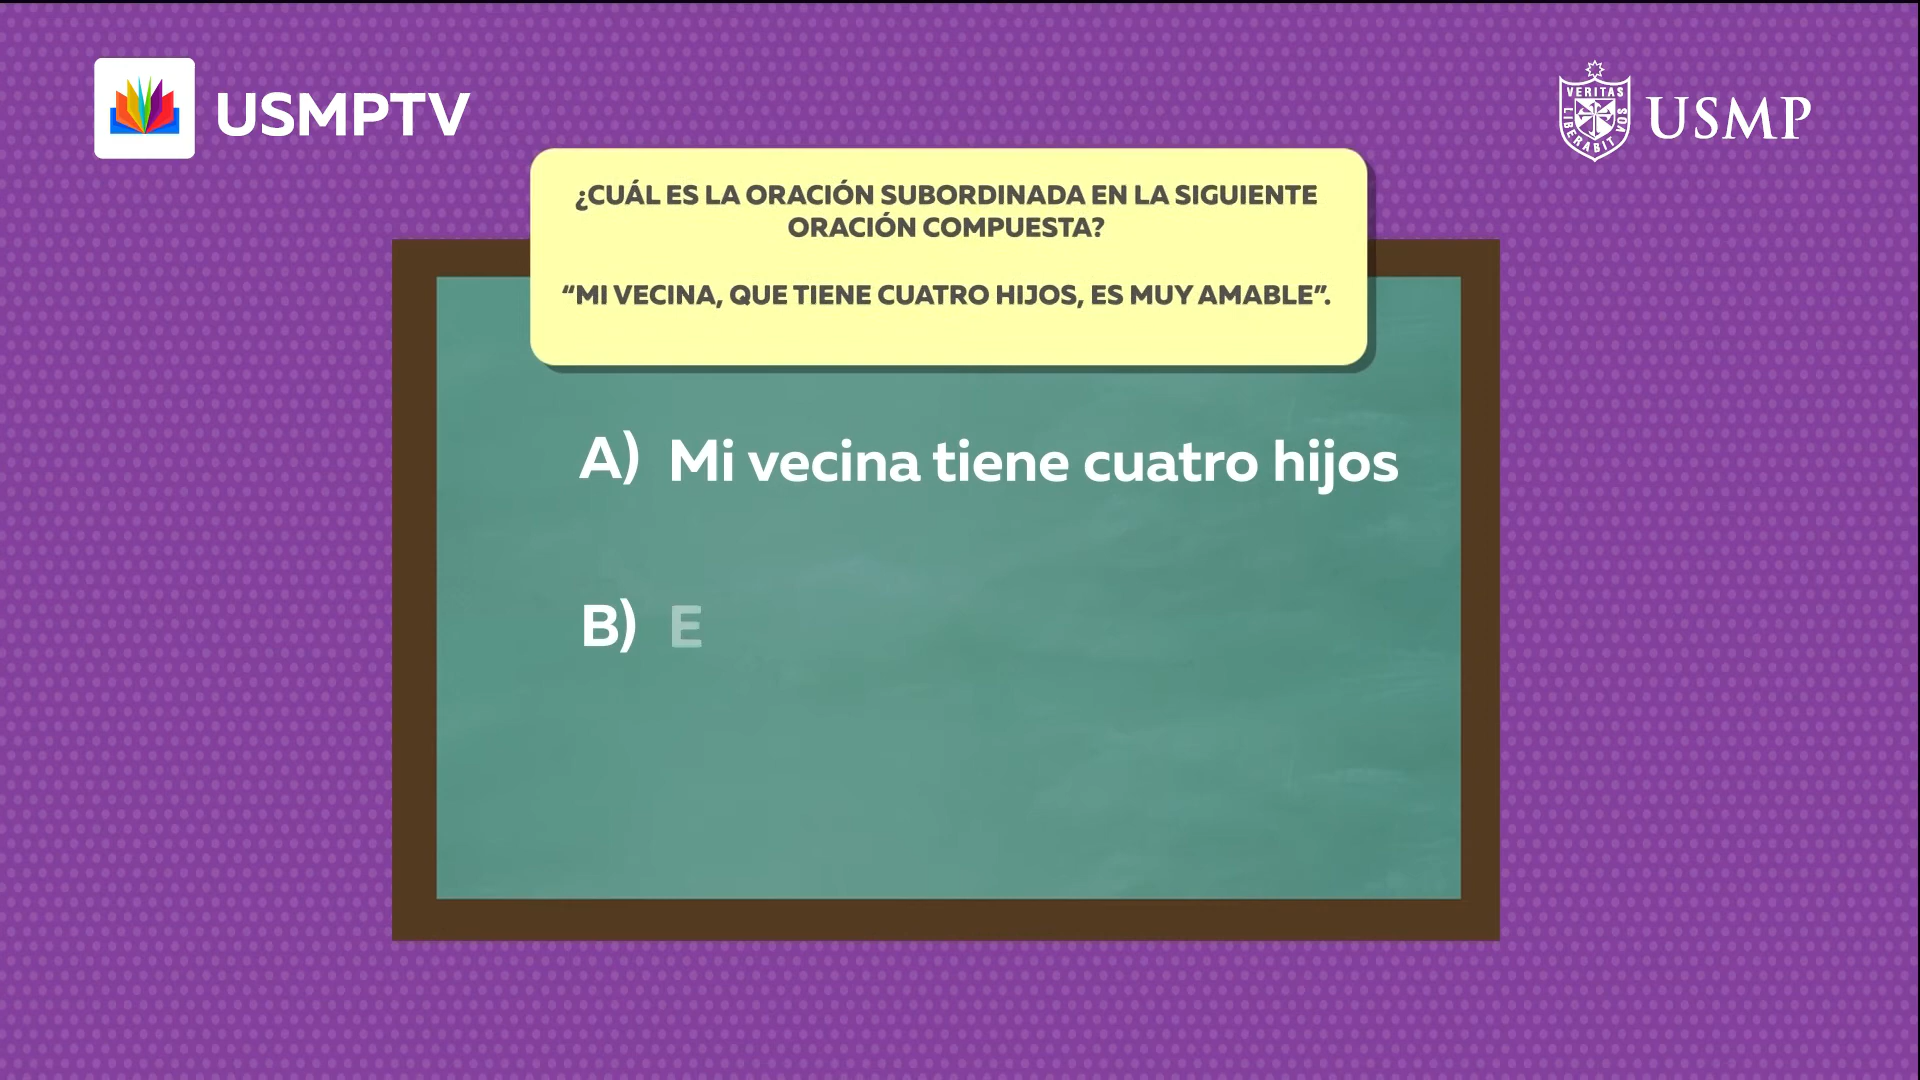 USMPTV
VERITAS
LIBERABIT VOS
USMP
¿CUÁL ES LA ORACIÓN SUBORDINADA EN LA SIGUIENTE
ORACIÓN COMPUESTA?
“MI VECINA, QUE TIENE CUATRO HIJOS, ES MUY AMABLE”.
A) Mi vecina tiene cuatro hijos
B) E